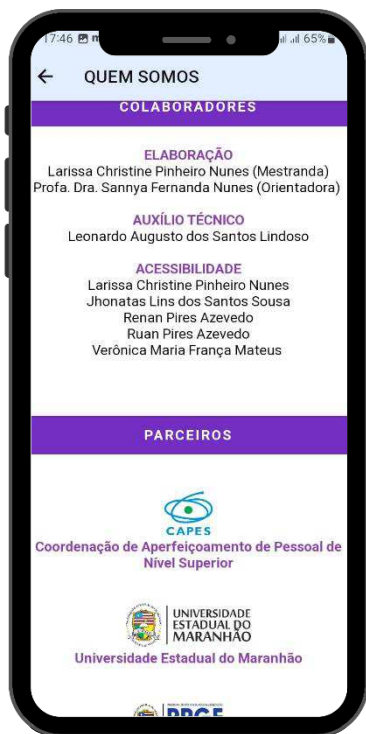 17:46
65%
QUEM SOMOS
COLABORADORES
ELABORAÇÃO
Larissa Christine Pinheiro Nunes (Mestranda)
Profa. Dra. Sannya Fernanda Nunes (Orientadora)
AUXÍLIO TÉCNICO
Leonardo Augusto dos Santos Lindoso
ACESSIBILIDADE
Larissa Christine Pinheiro Nunes
Jhonatas Lins dos Santos Sousa
Renan Pires Azevedo
Ruan Pires Azevedo
Verônica Maria França Mateus
PARCEIROS
CAPES
Coordenação de Aperfeiçoamento de Pessoal de
Nível Superior
UNIVERSIDADE
ESTADUAL DO
MARANHÃO
Universidade Estadual do Maranhão